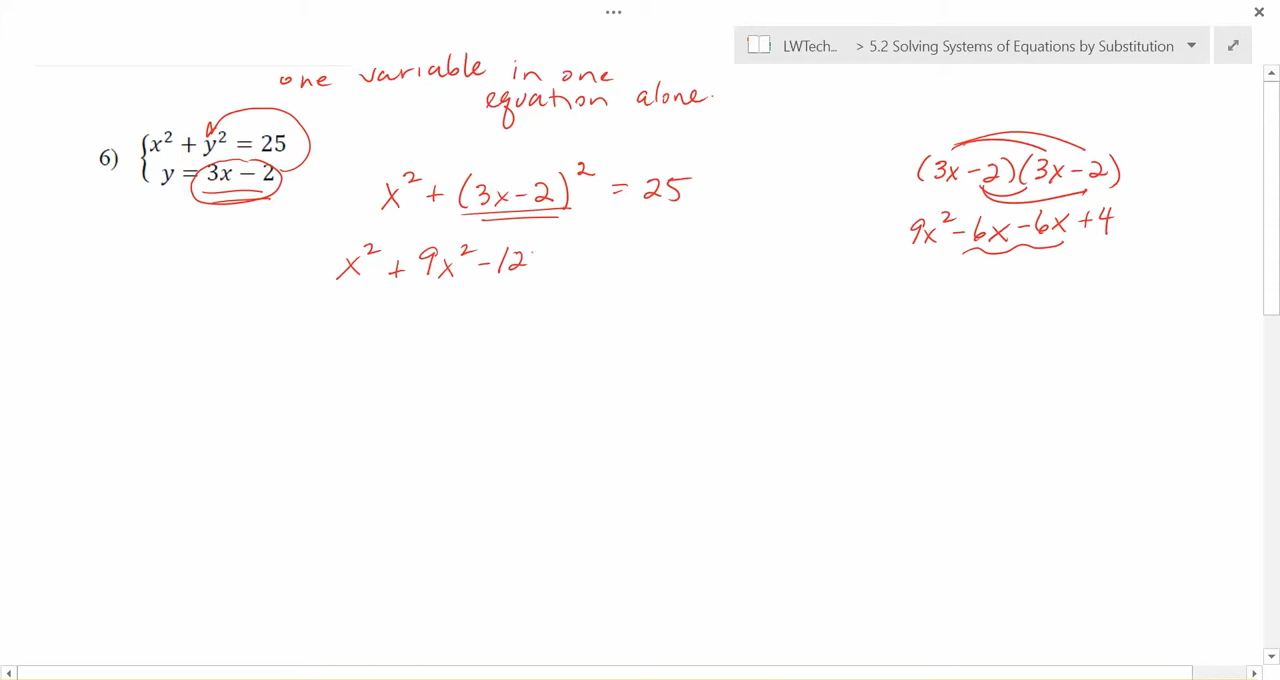 LWTech.. > 5.2 Solving Systems of Equations by Substitution
one variable in one
equation alone.
6) {x² + y² = 25
y = 3x − 2
x² + (3x − 2)² = 25
x² + 9x² − 12
(3x − 2)(3x − 2)
9x² − 6x − 6x + 4